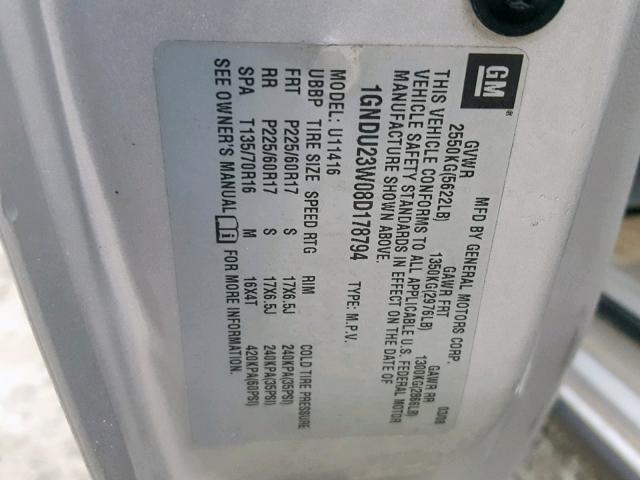 GM
MFD BY GENERAL MOTORS CORP. 03/08
GVWR GAWR FRT GAWR RR
2550KG(5622LB) 1350KG(2976LB) 1300KG(2866LB)
THIS VEHICLE CONFORMS TO ALL APPLICABLE U.S. FEDERAL MOTOR
VEHICLE SAFETY STANDARDS IN EFFECT ON THE DATE OF
MANUFACTURE SHOWN ABOVE.
1GNDU23W08D178794 TYPE: M.P.V.
MODEL: U11416
UBBP TIRE SIZE SPEED RTG RIM COLD TIRE PRESSURE
FRT P225/60R17 S 17X6.5J 240KPA(35PSI)
RR P225/60R17 S 17X6.5J 240KPA(35PSI)
SPA T135/70R16 M 16X4T 420KPA(60PSI)
SEE OWNER'S MANUAL FOR MORE INFORMATION.